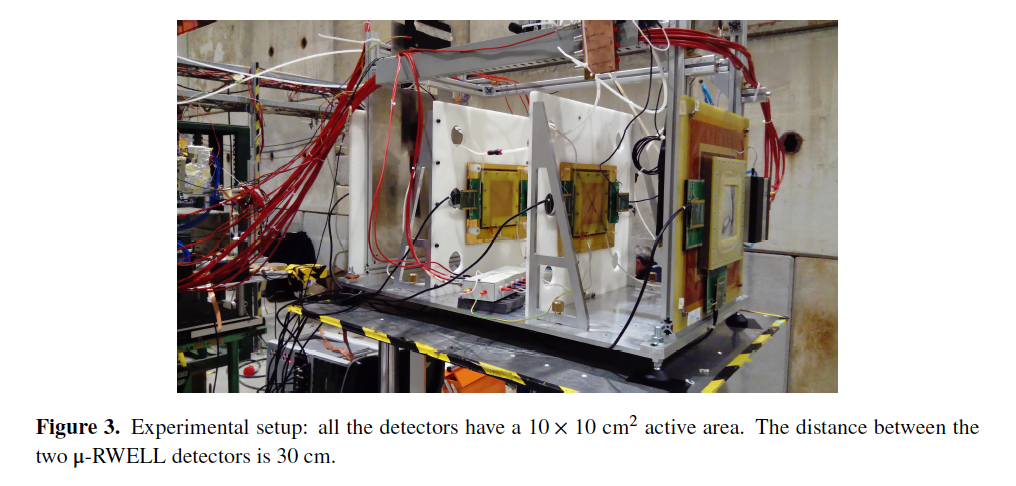 Figure 3. Experimental setup: all the detectors have a 10 × 10 cm² active area. The distance between the
two μ-RWELL detectors is 30 cm.